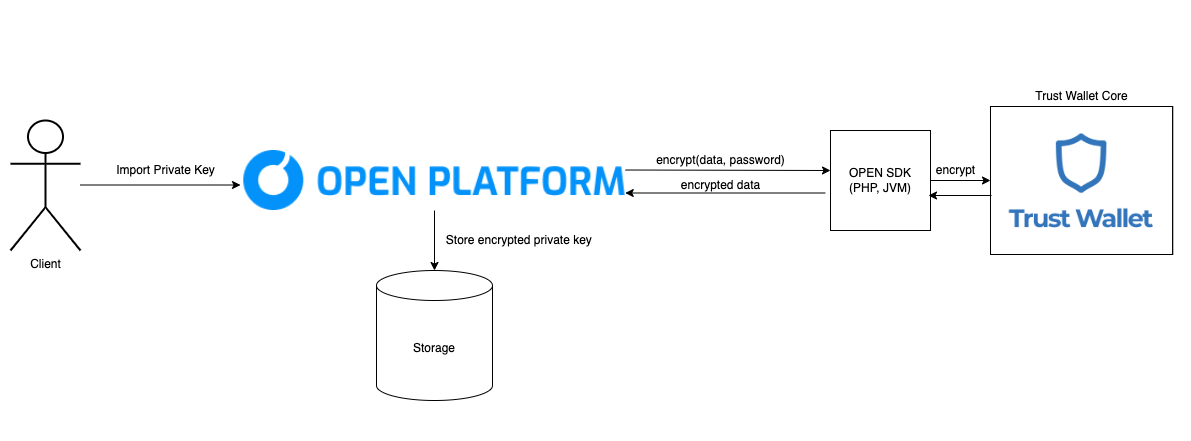 Trust Wallet Core
Import Private Key
OPEN PLATFORM
encrypt(data, password)
encrypted data
OPEN SDK
(PHP, JVM)
encrypt
Trust Wallet
Client
Store encrypted private key
Storage